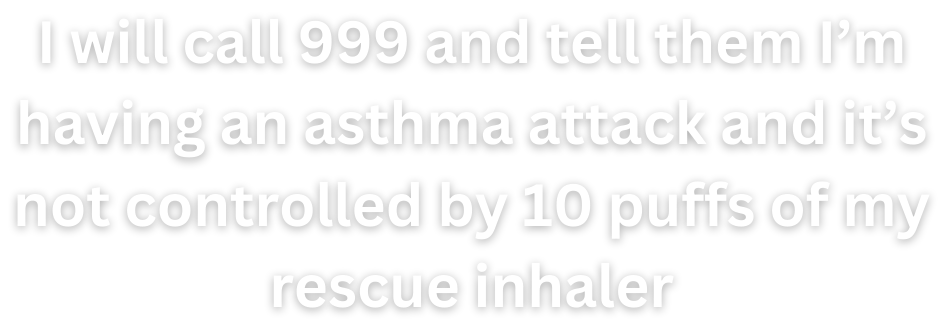 I will call 999 and tell them I’m
having an asthma attack and it’s
not controlled by 10 puffs of my
rescue inhaler